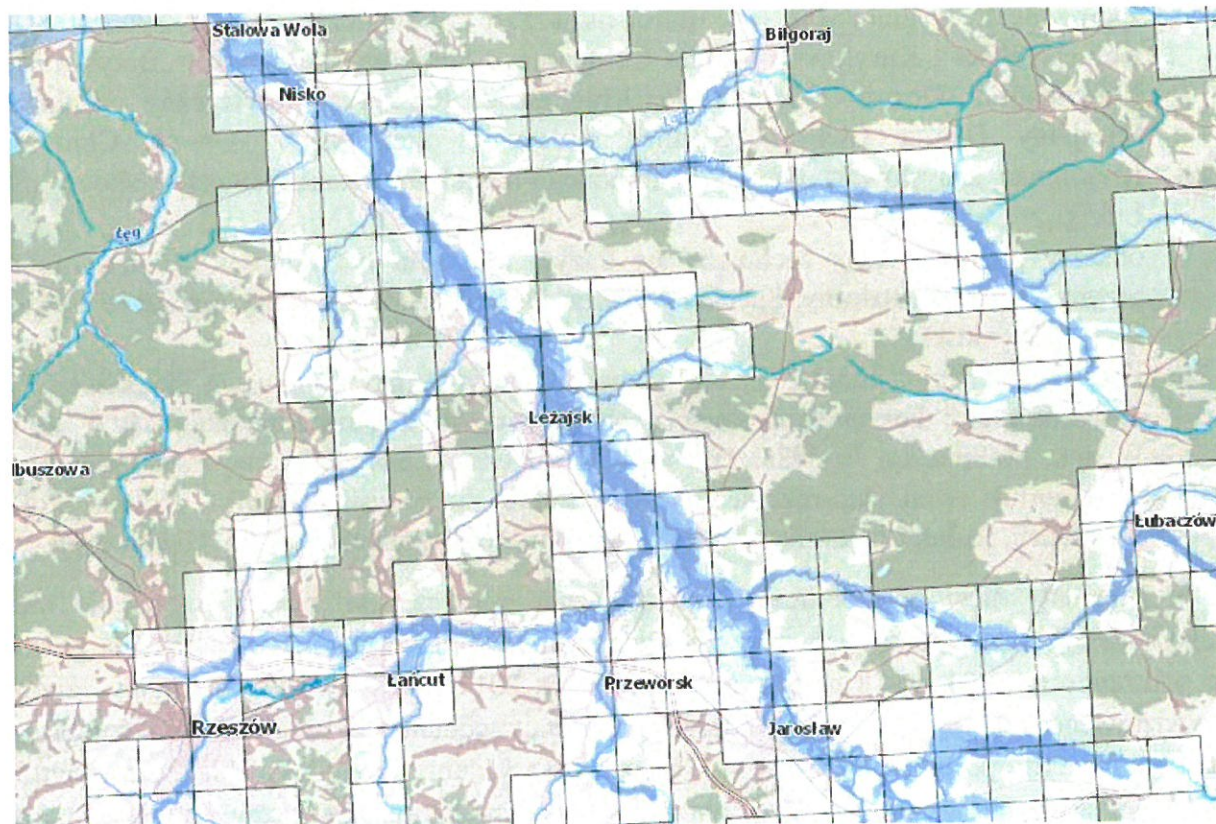 Stalowa Wola
Biłgoraj
Nisko
Łęg
Leżajsk
lbuszowa
Lubaczów
Łańcut
Przeworsk
Rzeszów
Jarosław